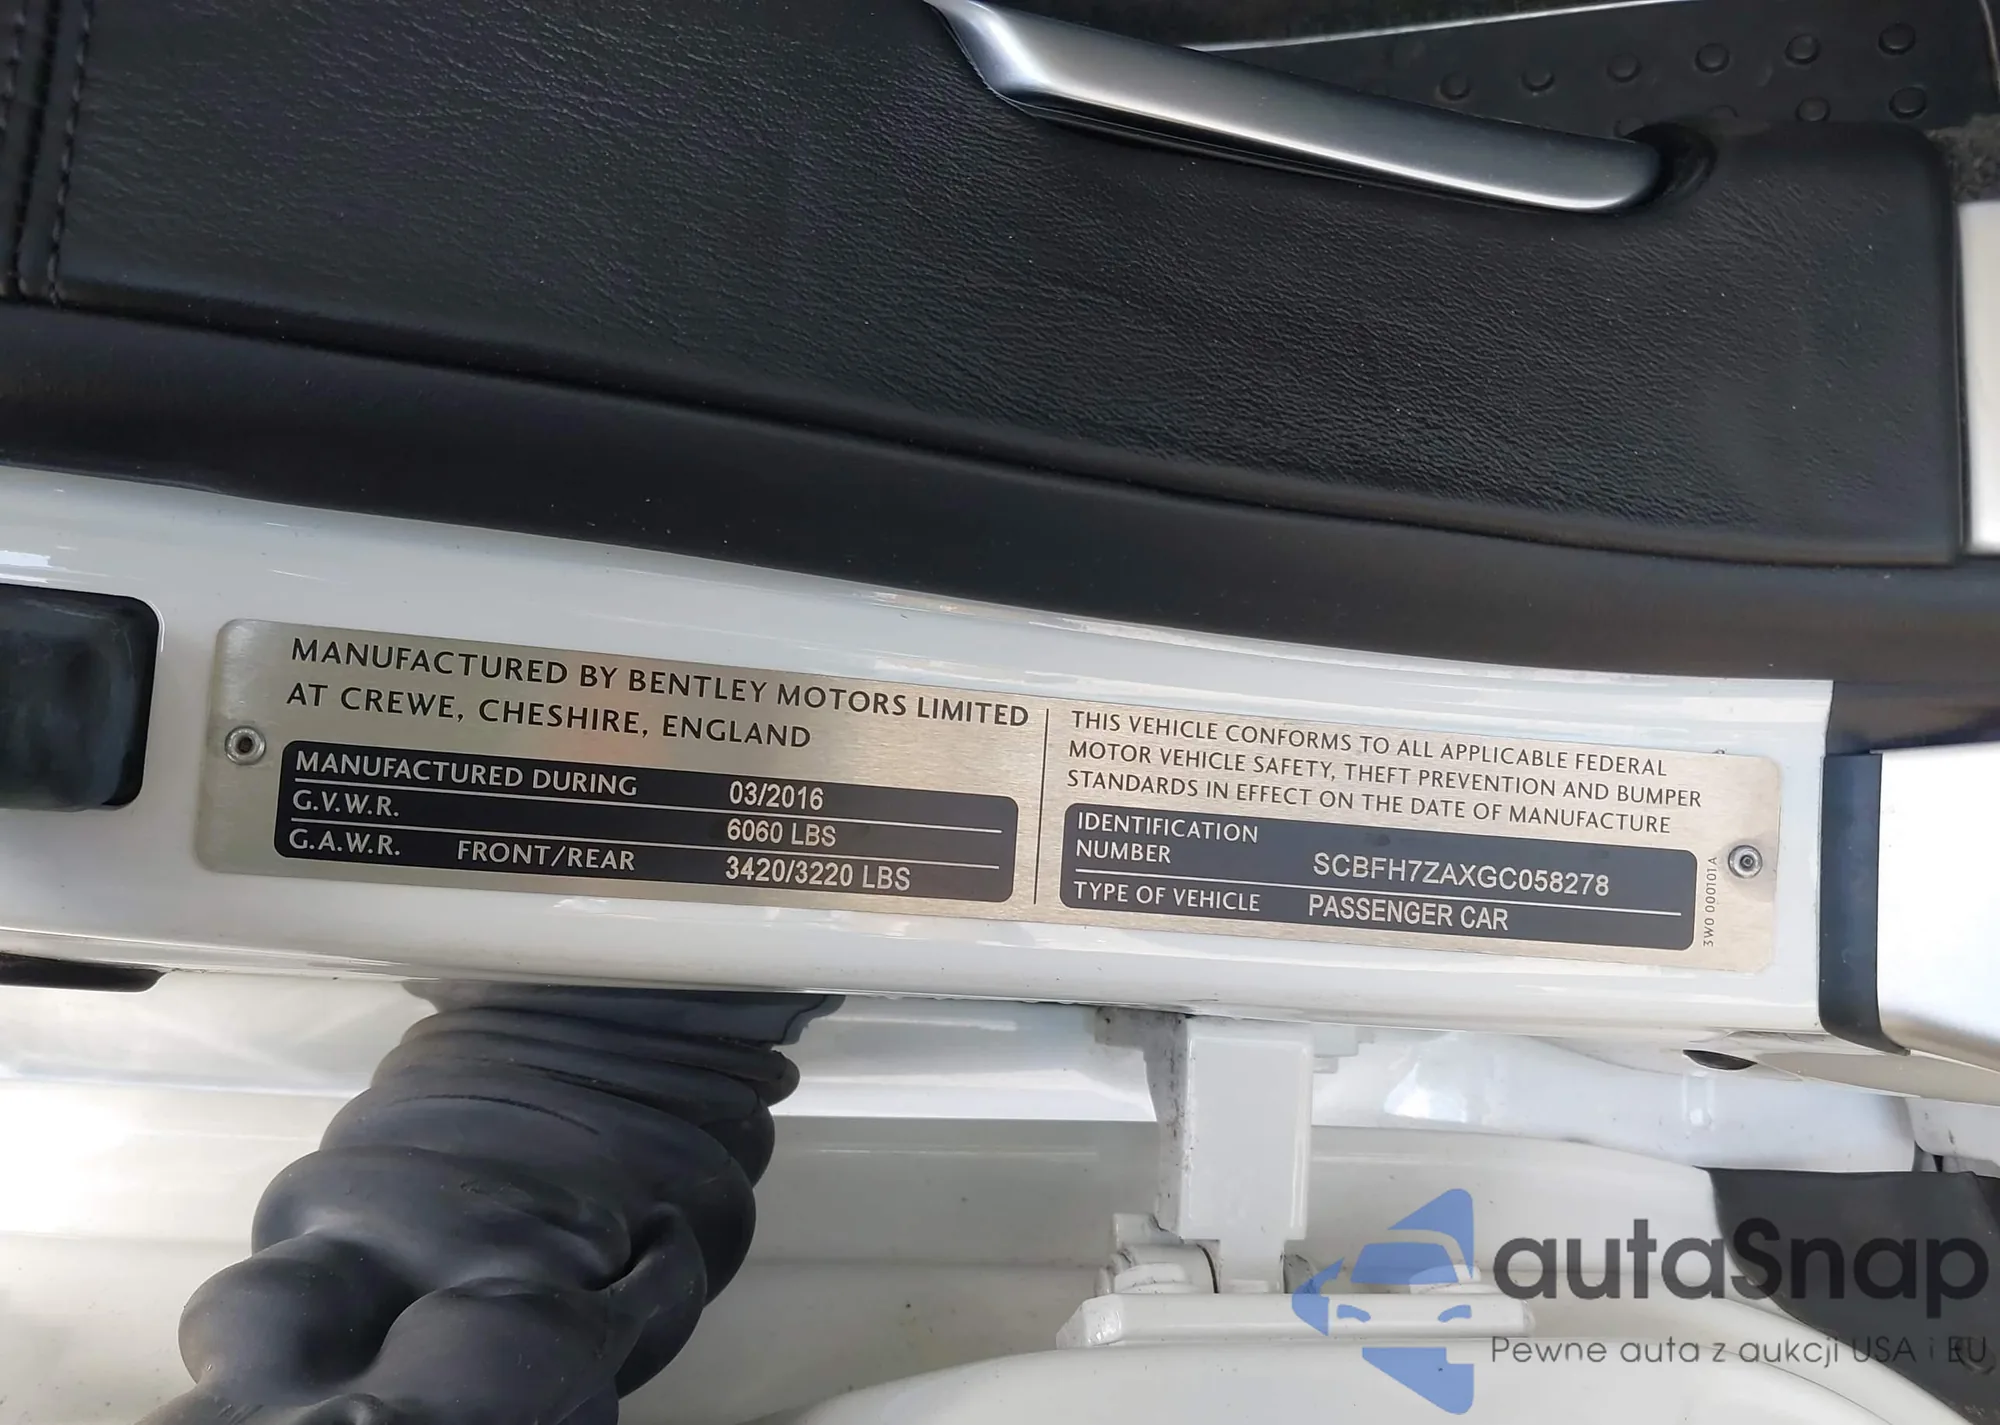 MANUFACTURED BY BENTLEY MOTORS LIMITED
AT CREWE, CHESHIRE, ENGLAND
MANUFACTURED DURING 03/2016
G.V.W.R. 6060 LBS
G.A.W.R. FRONT/REAR 3420/3220 LBS
THIS VEHICLE CONFORMS TO ALL APPLICABLE FEDERAL
MOTOR VEHICLE SAFETY, THEFT PREVENTION AND BUMPER
STANDARDS IN EFFECT ON THE DATE OF MANUFACTURE
IDENTIFICATION
NUMBER SCBFH7ZAXGC058278
TYPE OF VEHICLE PASSENGER CAR
3W0 000101A
autaSnap
Pewne auta z aukcji USA i EU